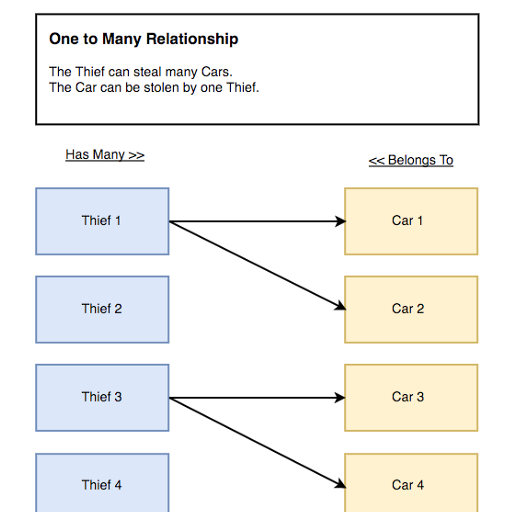 One to Many Relationship
The Thief can steal many Cars.
The Car can be stolen by one Thief.
Has Many >>
<< Belongs To
Thief 1
Car 1
Thief 2
Car 2
Thief 3
Car 3
Thief 4
Car 4